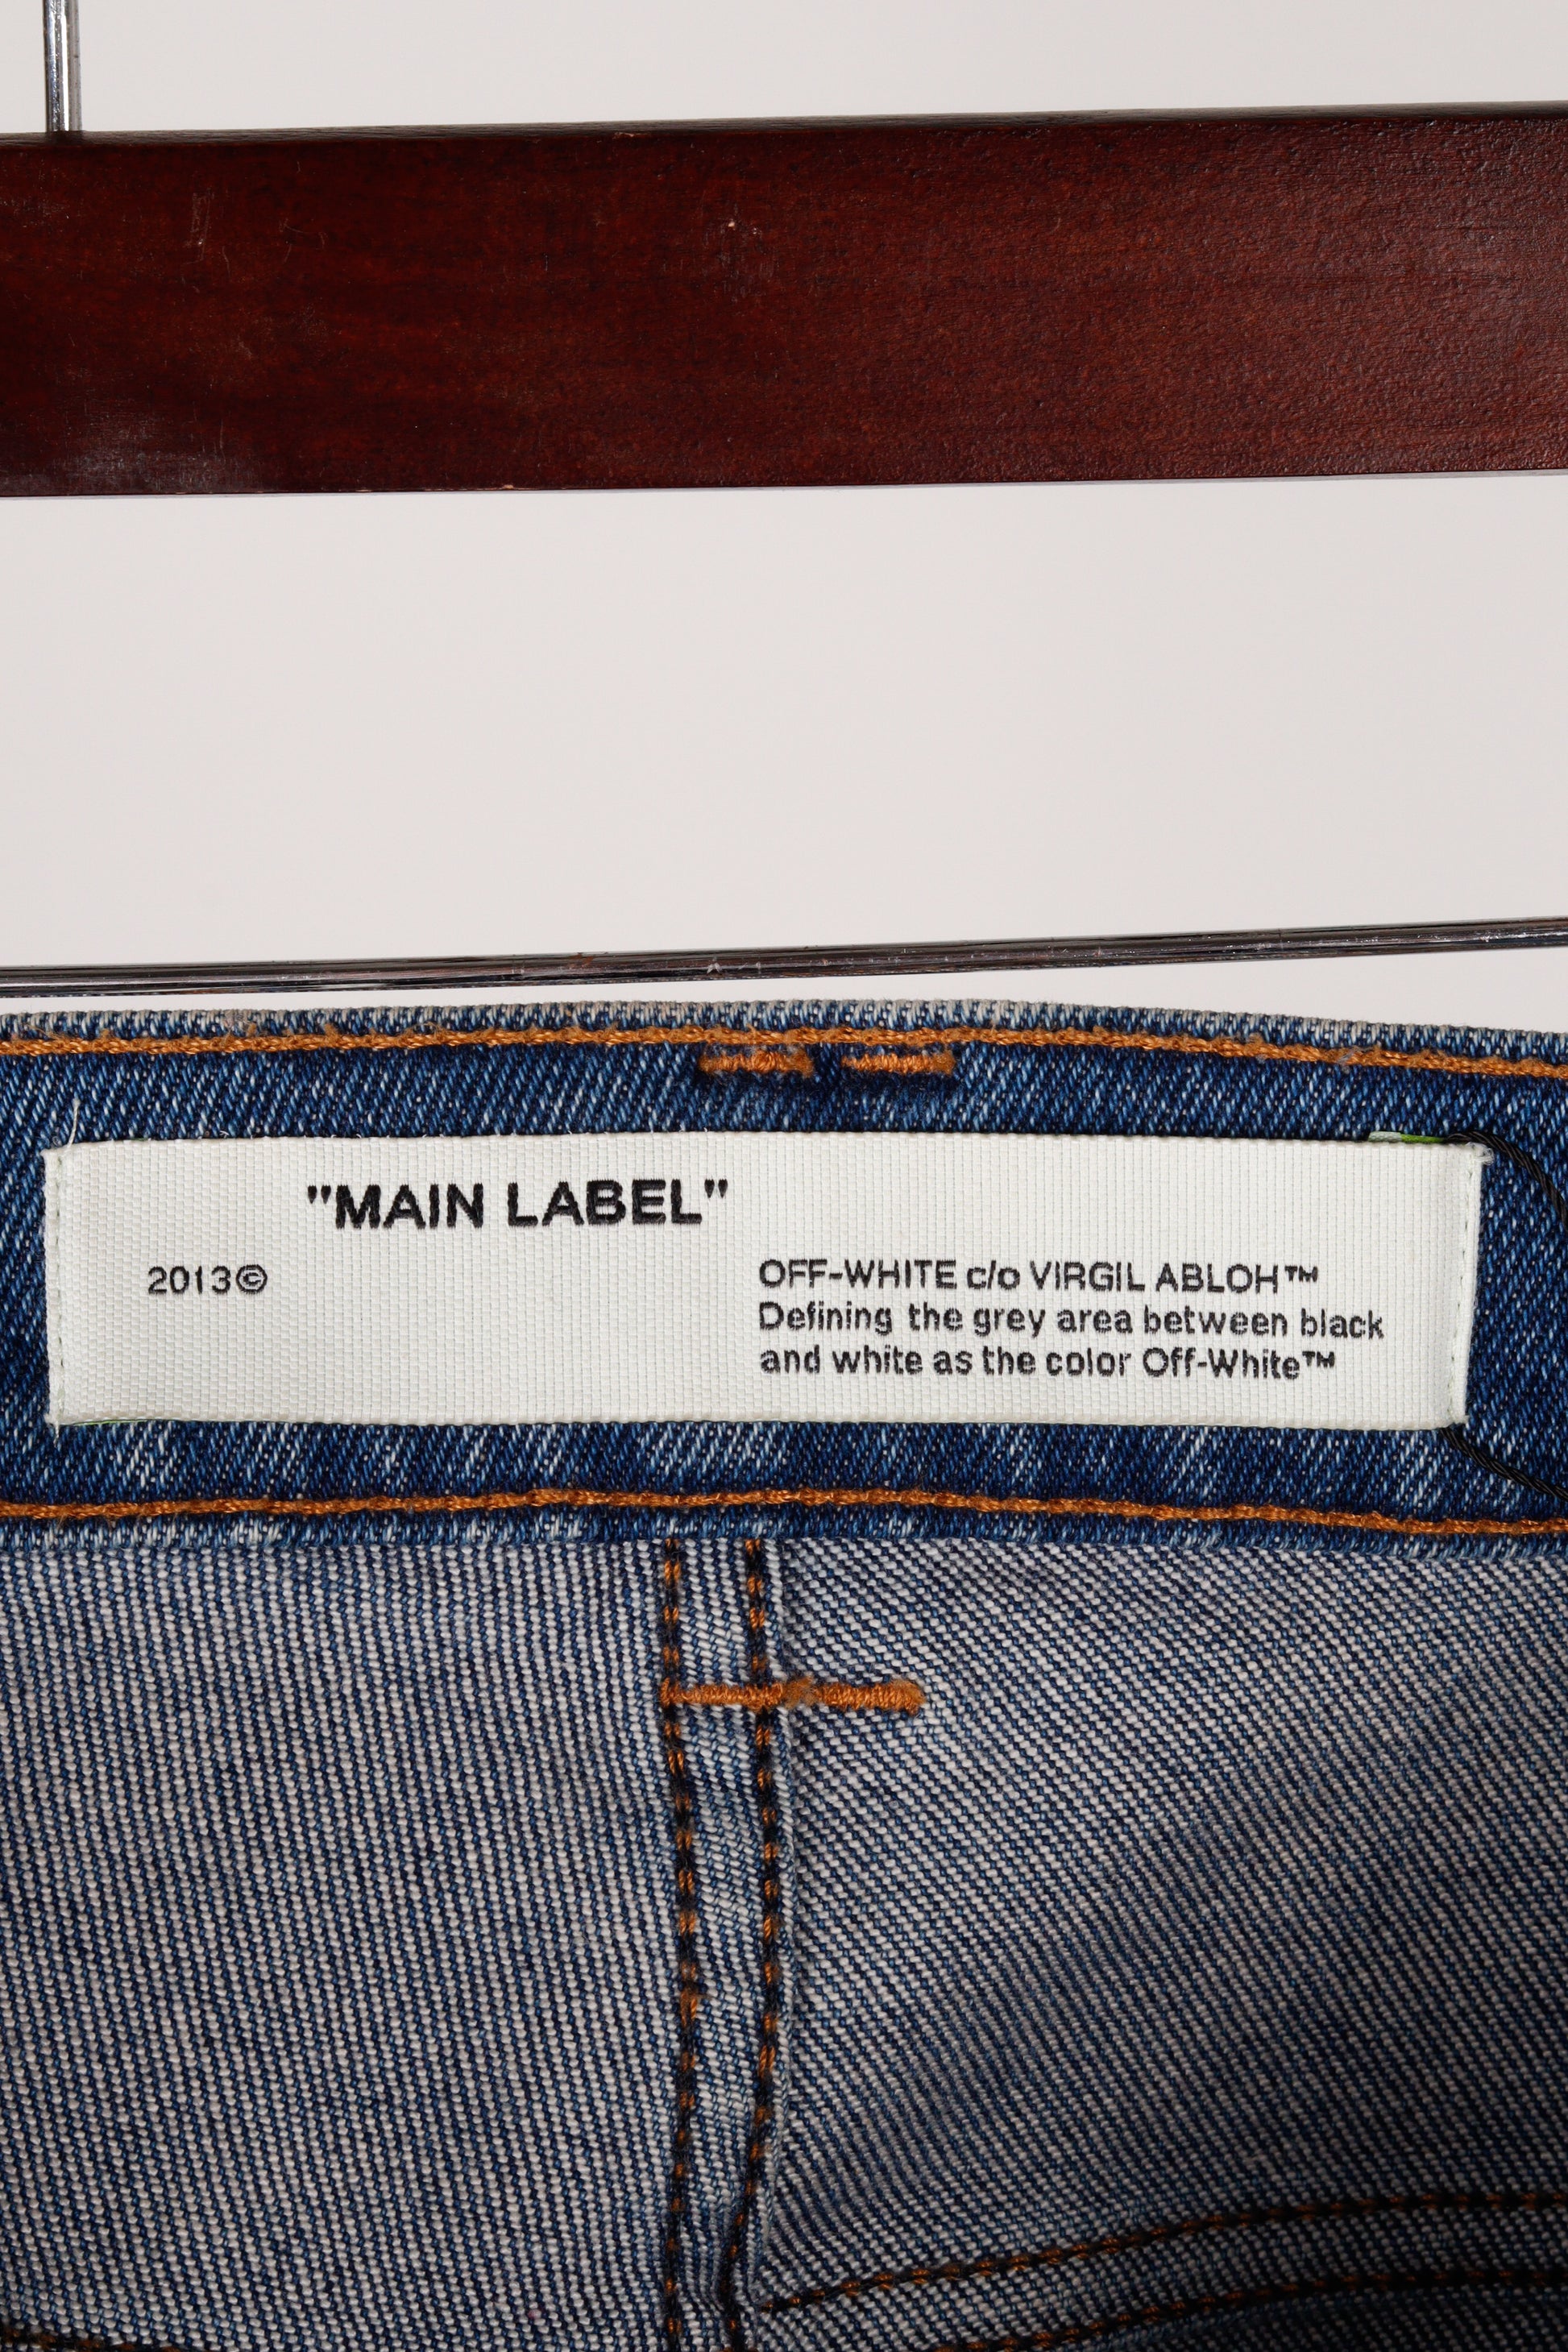 "MAIN LABEL"
2013©
OFF-WHITE c/o VIRGIL ABLOH™
Defining the grey area between black
and white as the color Off-White™